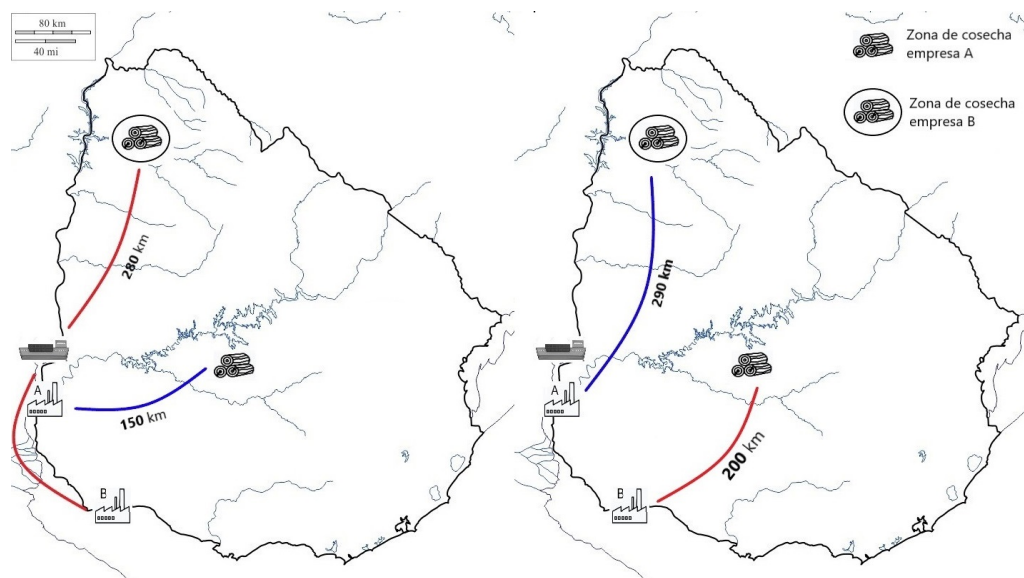 80 km
40 mi
280 km
A
150 km
B
290 km
A
200 km
B
Zona de cosecha
empresa A
Zona de cosecha
empresa B